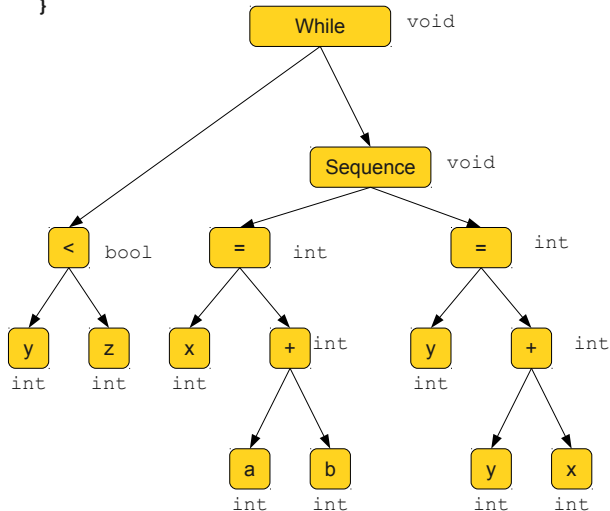 }
While void
Sequence void
< bool = int = int
y z x + int y + int
int int int int
a b y x
int int int int